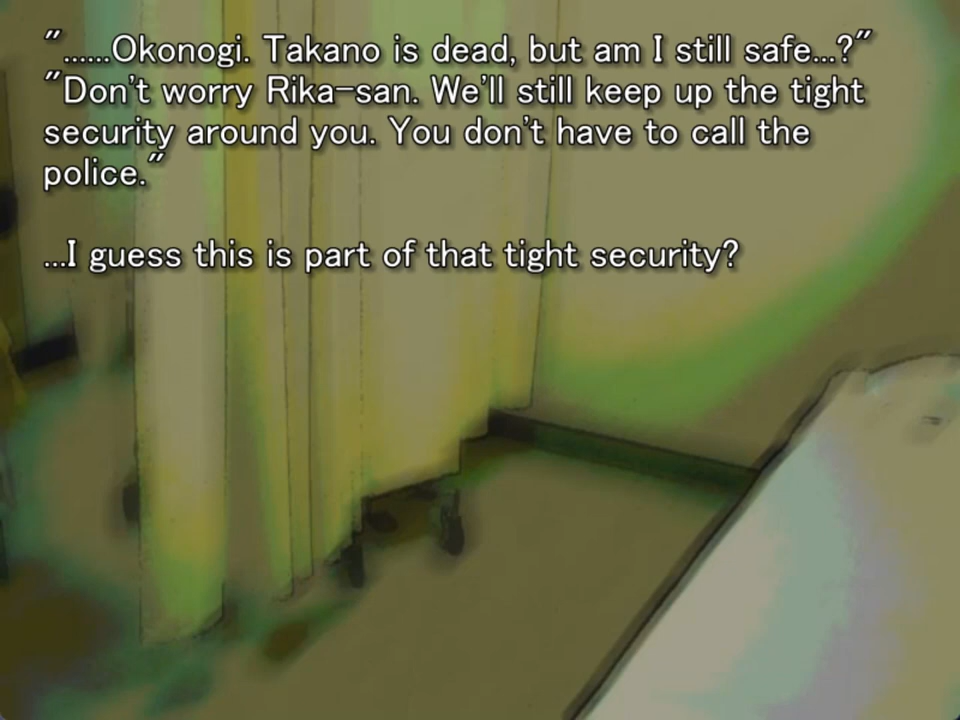 "......Okonogi. Takano is dead, but am I still safe...?"
"Don't worry Rika-san. We'll still keep up the tight
security around you. You don't have to call the
police."
...I guess this is part of that tight security?